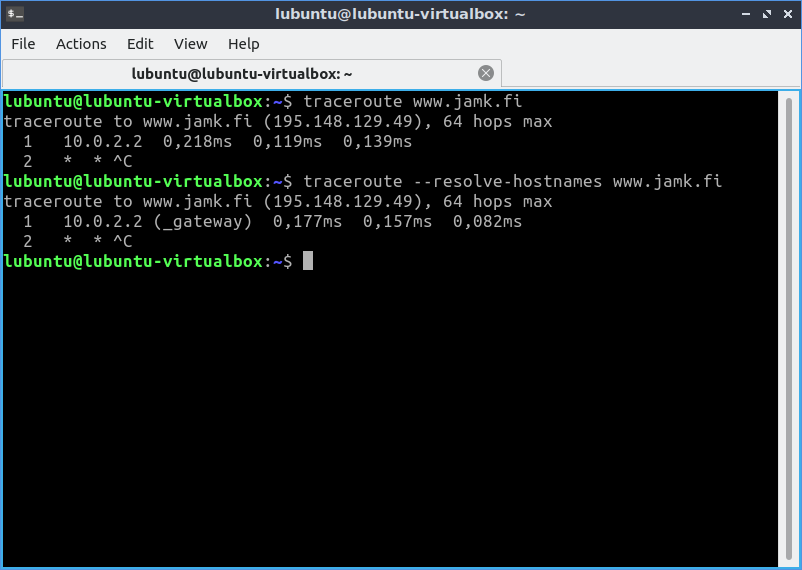 lubuntu@lubuntu-virtualbox: ~
File Actions Edit View Help
lubuntu@lubuntu-virtualbox: ~
lubuntu@lubuntu-virtualbox:~$ traceroute www.jamk.fi
traceroute to www.jamk.fi (195.148.129.49), 64 hops max
1 10.0.2.2 0,218ms 0,119ms 0,139ms
2 * * ^C
lubuntu@lubuntu-virtualbox:~$ traceroute --resolve-hostnames www.jamk.fi
traceroute to www.jamk.fi (195.148.129.49), 64 hops max
1 10.0.2.2 (_gateway) 0,177ms 0,157ms 0,082ms
2 * * ^C
lubuntu@lubuntu-virtualbox:~$